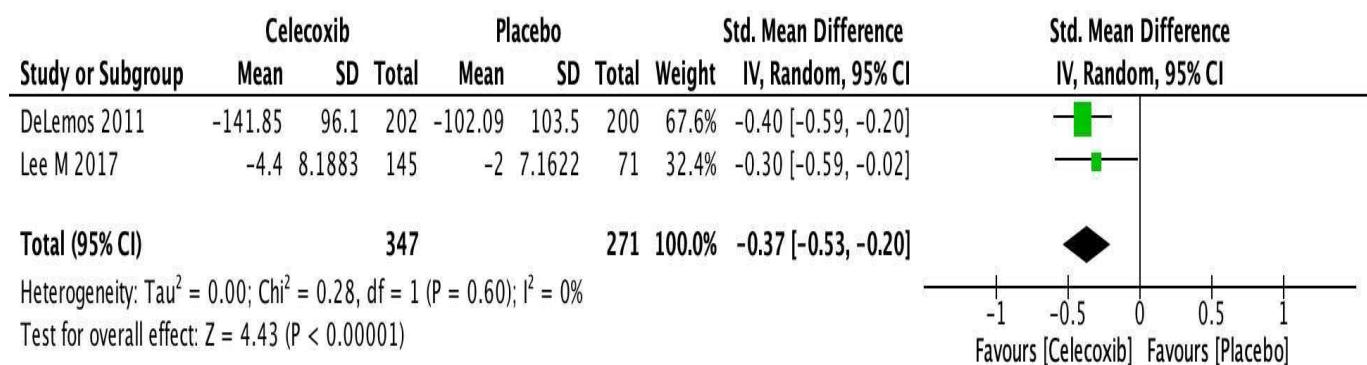 Celecoxib Placebo Std. Mean Difference Std. Mean Difference
Study or Subgroup Mean SD Total Mean SD Total Weight IV, Random, 95% CI IV, Random, 95% CI
DeLemos 2011 −141.85 96.1 202 −102.09 103.5 200 67.6% −0.40 [−0.59, −0.20]
Lee M 2017 −4.4 8.1883 145 −2 7.1622 71 32.4% −0.30 [−0.59, −0.02]
Total (95% CI) 347 271 100.0% −0.37 [−0.53, −0.20]
Heterogeneity: Tau² = 0.00; Chi² = 0.28, df = 1 (P = 0.60); I² = 0%
Test for overall effect: Z = 4.43 (P < 0.00001)
−1 −0.5 0 0.5 1
Favours [Celecoxib] Favours [Placebo]